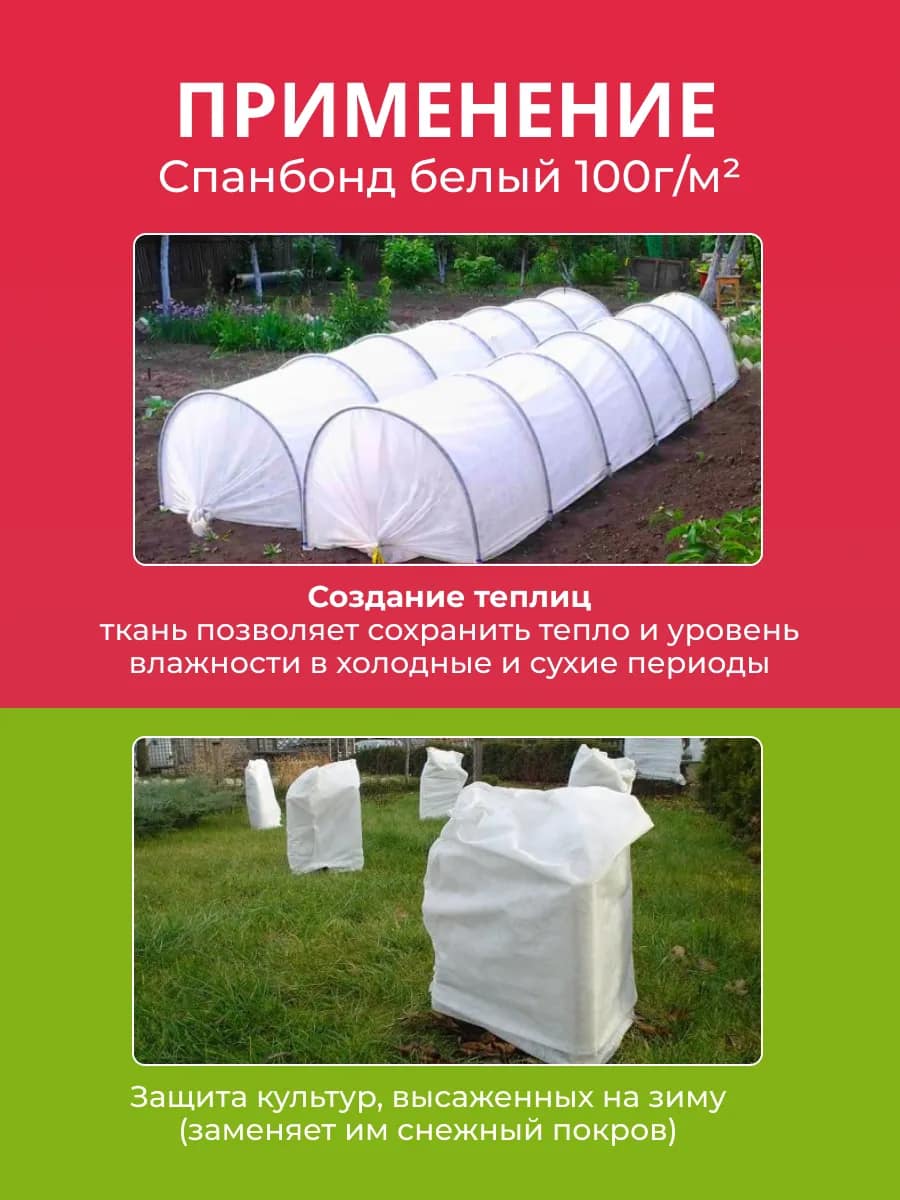 ПРИМЕНЕНИЕ
Спанбонд белый 100г/м²
Создание теплиц
ткань позволяет сохранить тепло и уровень
влажности в холодные и сухие периоды
Защита культур, высаженных на зиму
(заменяет им снежный покров)